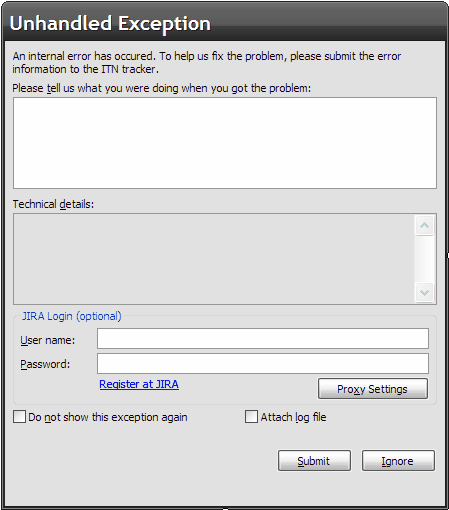 Unhandled Exception
An internal error has occured. To help us fix the problem, please submit the error
information to the ITN tracker.
Please tell us what you were doing when you got the problem:
Technical details:
JIRA Login (optional)
User name:
Password:
Register at JIRA
Proxy Settings
Do not show this exception again
Attach log file
Submit
Ignore